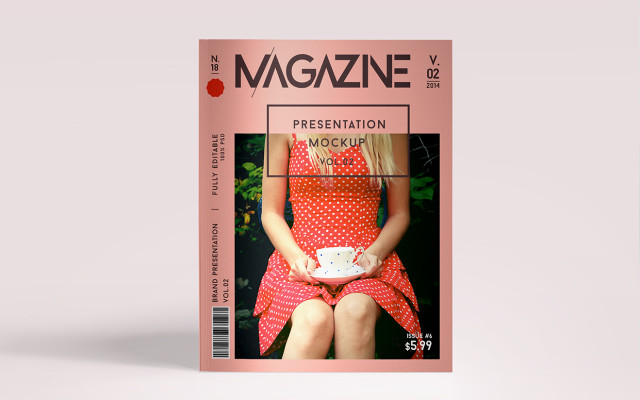 N.
18
MAGAZINE
V.
02
2014
PRESENTATION
MOCKUP
VOL.02
FULLY EDITABLE
100% PSD
BRAND PRESENTATION
VOL.02
ISSUE #6
$5.99